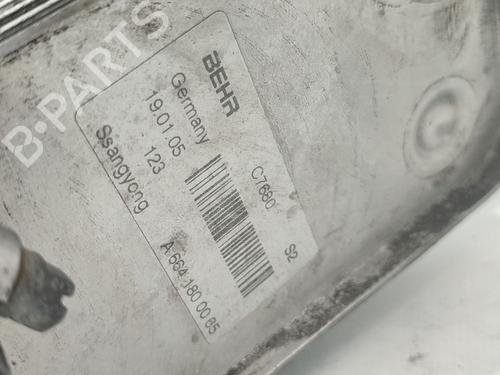 BEHR
Germany C7680
19.01.05
123 S2
Ssangyong A 664 180 00 65
B-PARTS
G